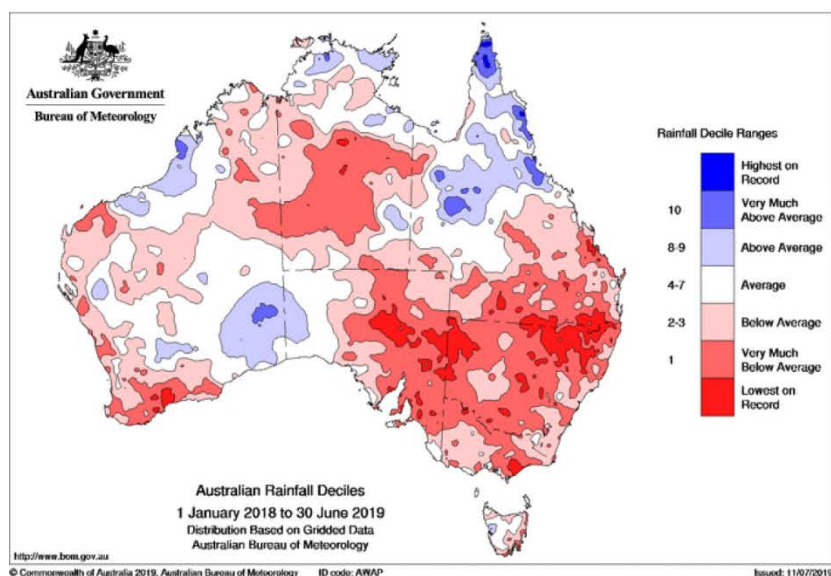 Australian Government
Bureau of Meteorology
Rainfall Decile Ranges
Highest on
Record
10
Very Much
Above Average
8-9
Above Average
4-7
Average
2-3
Below Average
1
Very Much
Below Average
Lowest on
Record
Australian Rainfall Deciles
1 January 2018 to 30 June 2019
Distribution Based on Gridded Data
Australian Bureau of Meteorology
http://www.bom.gov.au
© Commonwealth of Australia 2019, Australian Bureau of Meteorology ID code: AWAP Issued: 11/07/2019